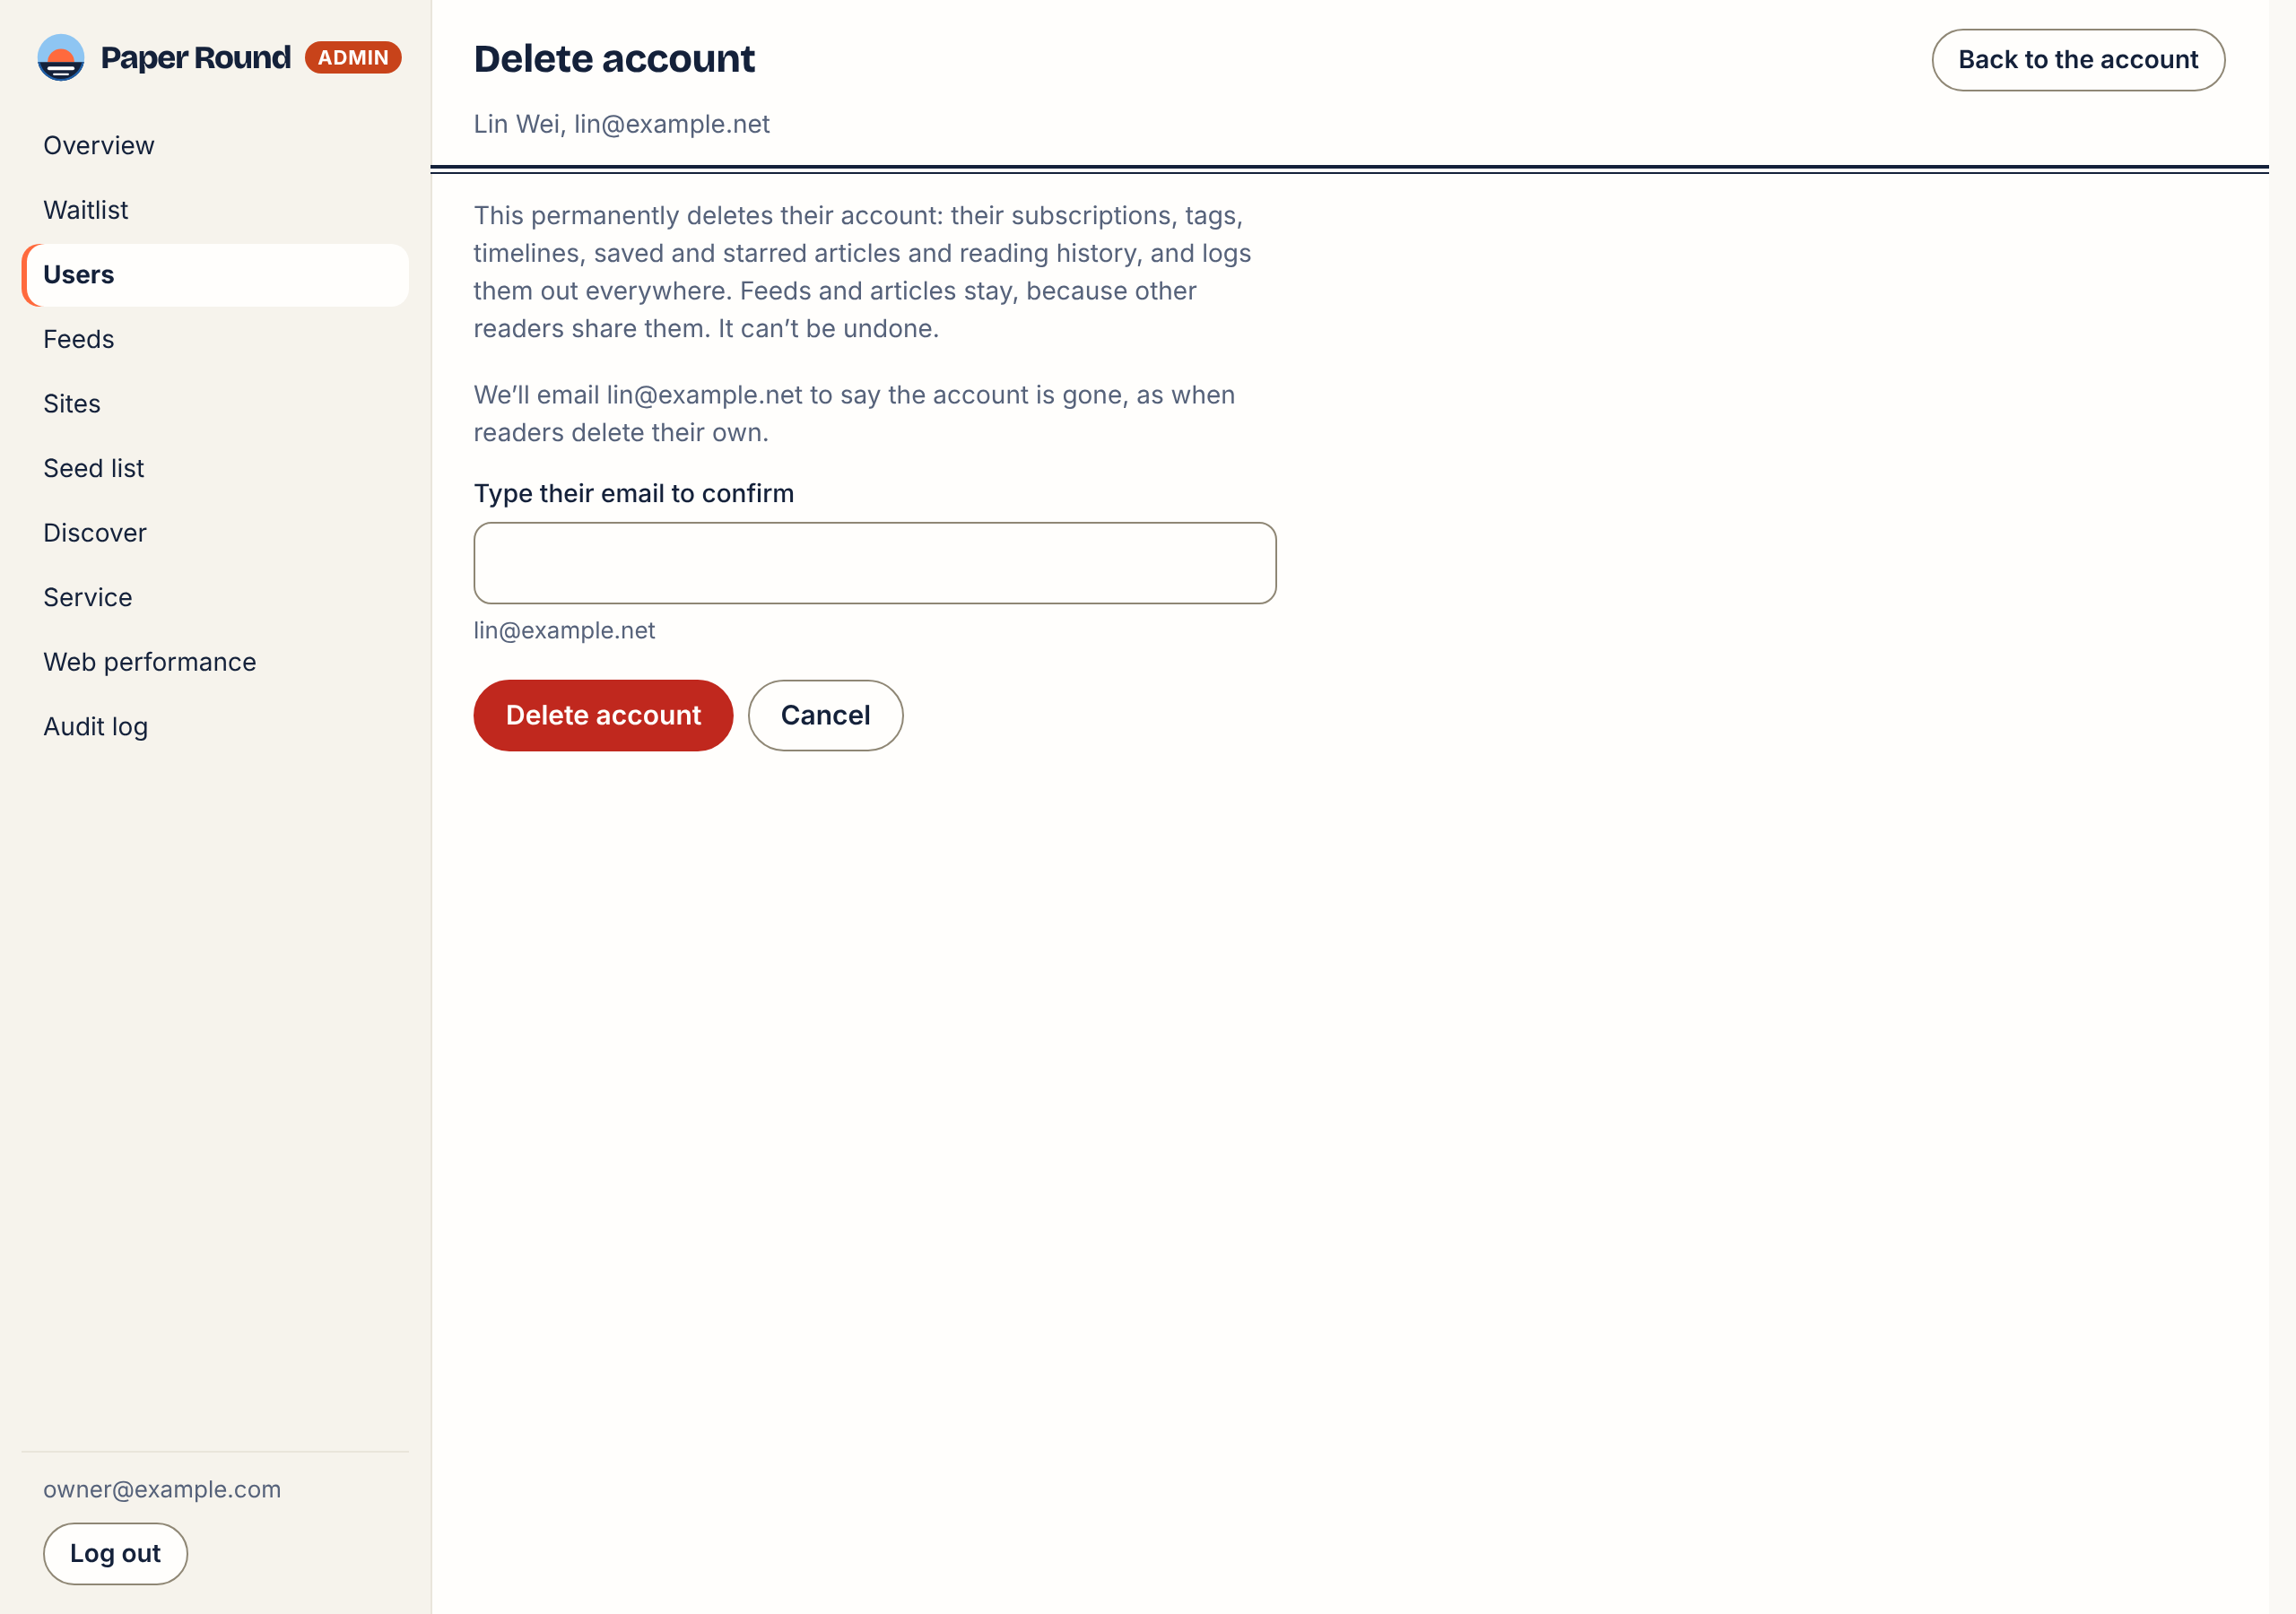 Paper Round ADMIN
Overview
Waitlist
Users
Feeds
Sites
Seed list
Discover
Service
Web performance
Audit log
owner@example.com
Log out
Delete account
Back to the account
Lin Wei, lin@example.net
This permanently deletes their account: their subscriptions, tags,
timelines, saved and starred articles and reading history, and logs
them out everywhere. Feeds and articles stay, because other
readers share them. It can’t be undone.
We’ll email lin@example.net to say the account is gone, as when
readers delete their own.
Type their email to confirm
lin@example.net
Delete account
Cancel